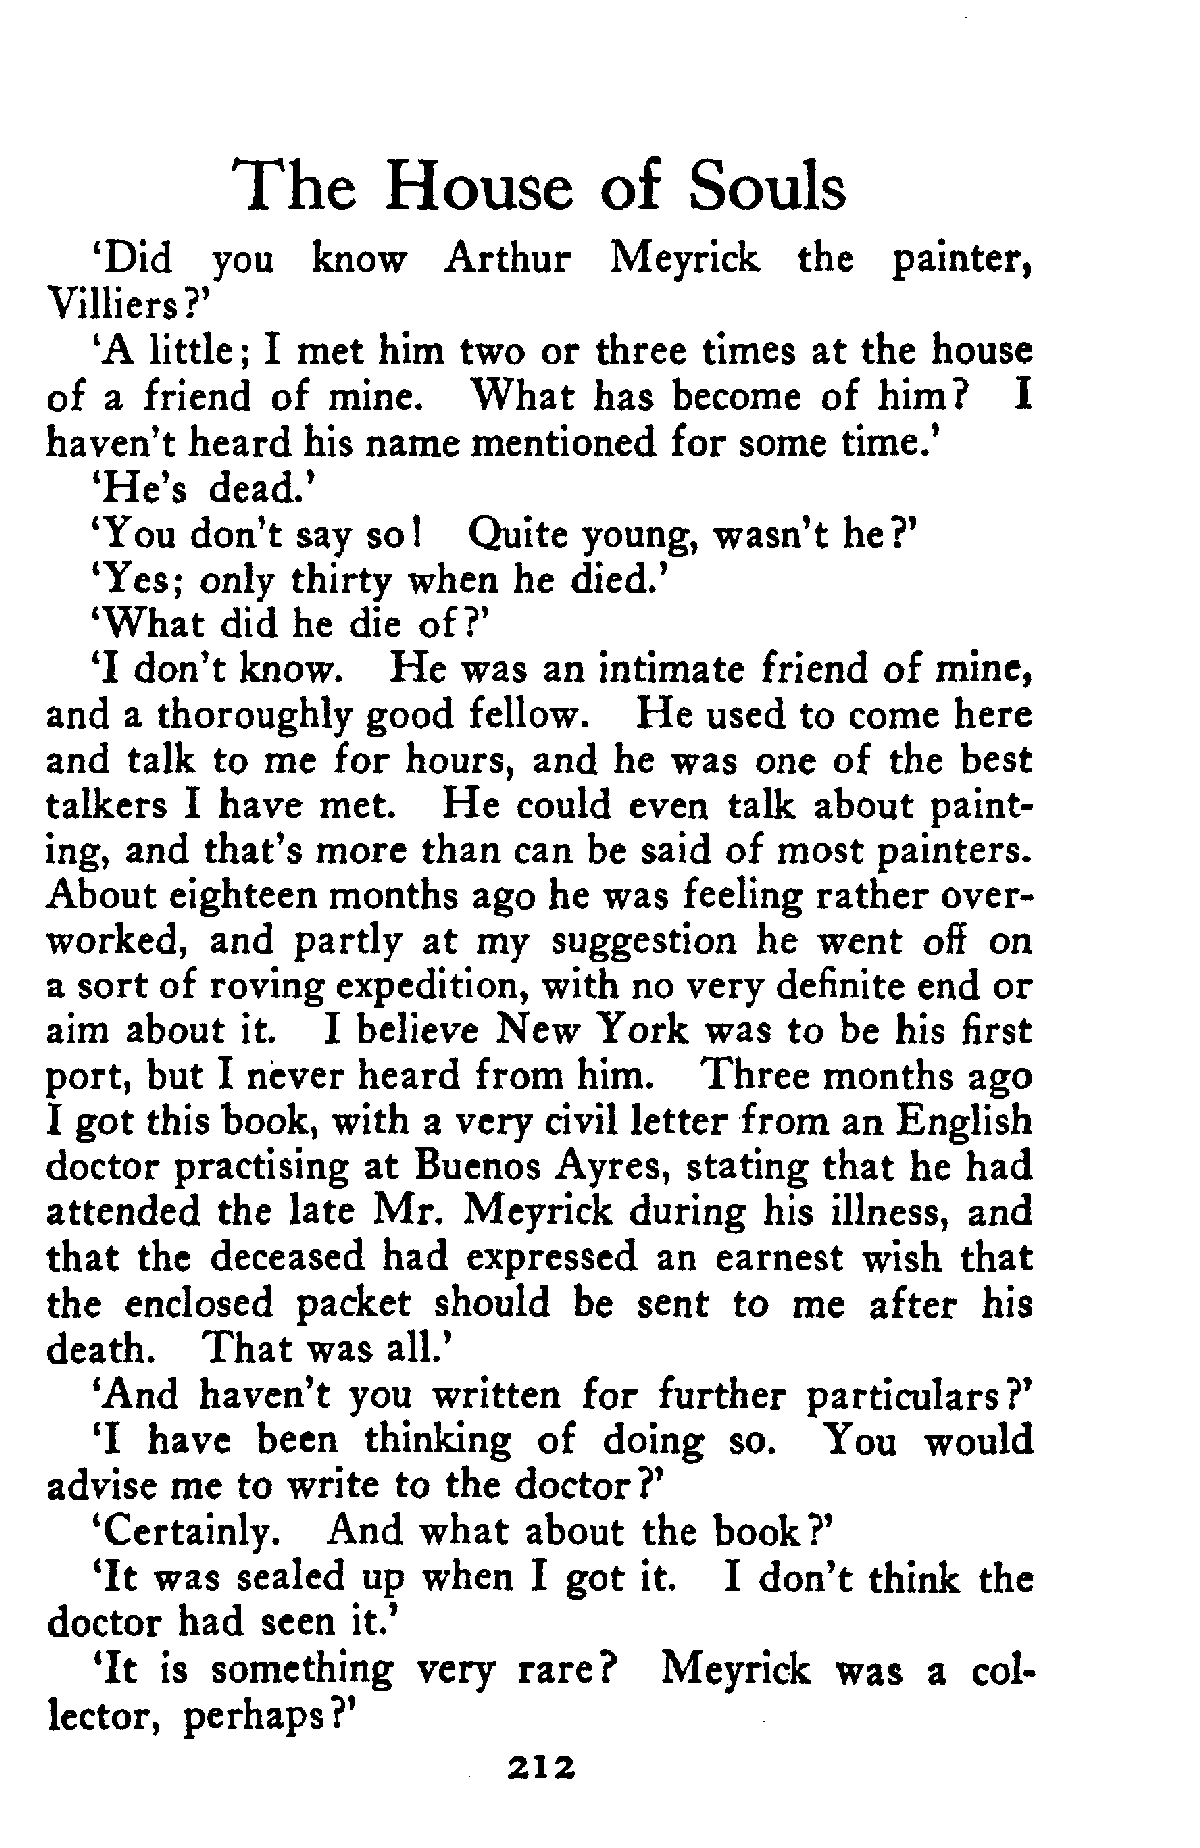 The House of Souls
‘Did you know Arthur Meyrick the painter,
Villiers?’
‘A little; I met him two or three times at the house
of a friend of mine. What has become of him? I
haven’t heard his name mentioned for some time.’
‘He’s dead.’
‘You don’t say so! Quite young, wasn’t he?’
‘Yes; only thirty when he died.’
‘What did he die of?’
‘I don’t know. He was an intimate friend of mine,
and a thoroughly good fellow. He used to come here
and talk to me for hours, and he was one of the best
talkers I have met. He could even talk about paint-
ing, and that’s more than can be said of most painters.
About eighteen months ago he was feeling rather over-
worked, and partly at my suggestion he went off on
a sort of roving expedition, with no very definite end or
aim about it. I believe New York was to be his first
port, but I never heard from him. Three months ago
I got this book, with a very civil letter from an English
doctor practising at Buenos Ayres, stating that he had
attended the late Mr. Meyrick during his illness, and
that the deceased had expressed an earnest wish that
the enclosed packet should be sent to me after his
death. That was all.’
‘And haven’t you written for further particulars?’
‘I have been thinking of doing so. You would
advise me to write to the doctor?’
‘Certainly. And what about the book?’
‘It was sealed up when I got it. I don’t think the
doctor had seen it.’
‘It is something very rare? Meyrick was a col-
lector, perhaps?’
212